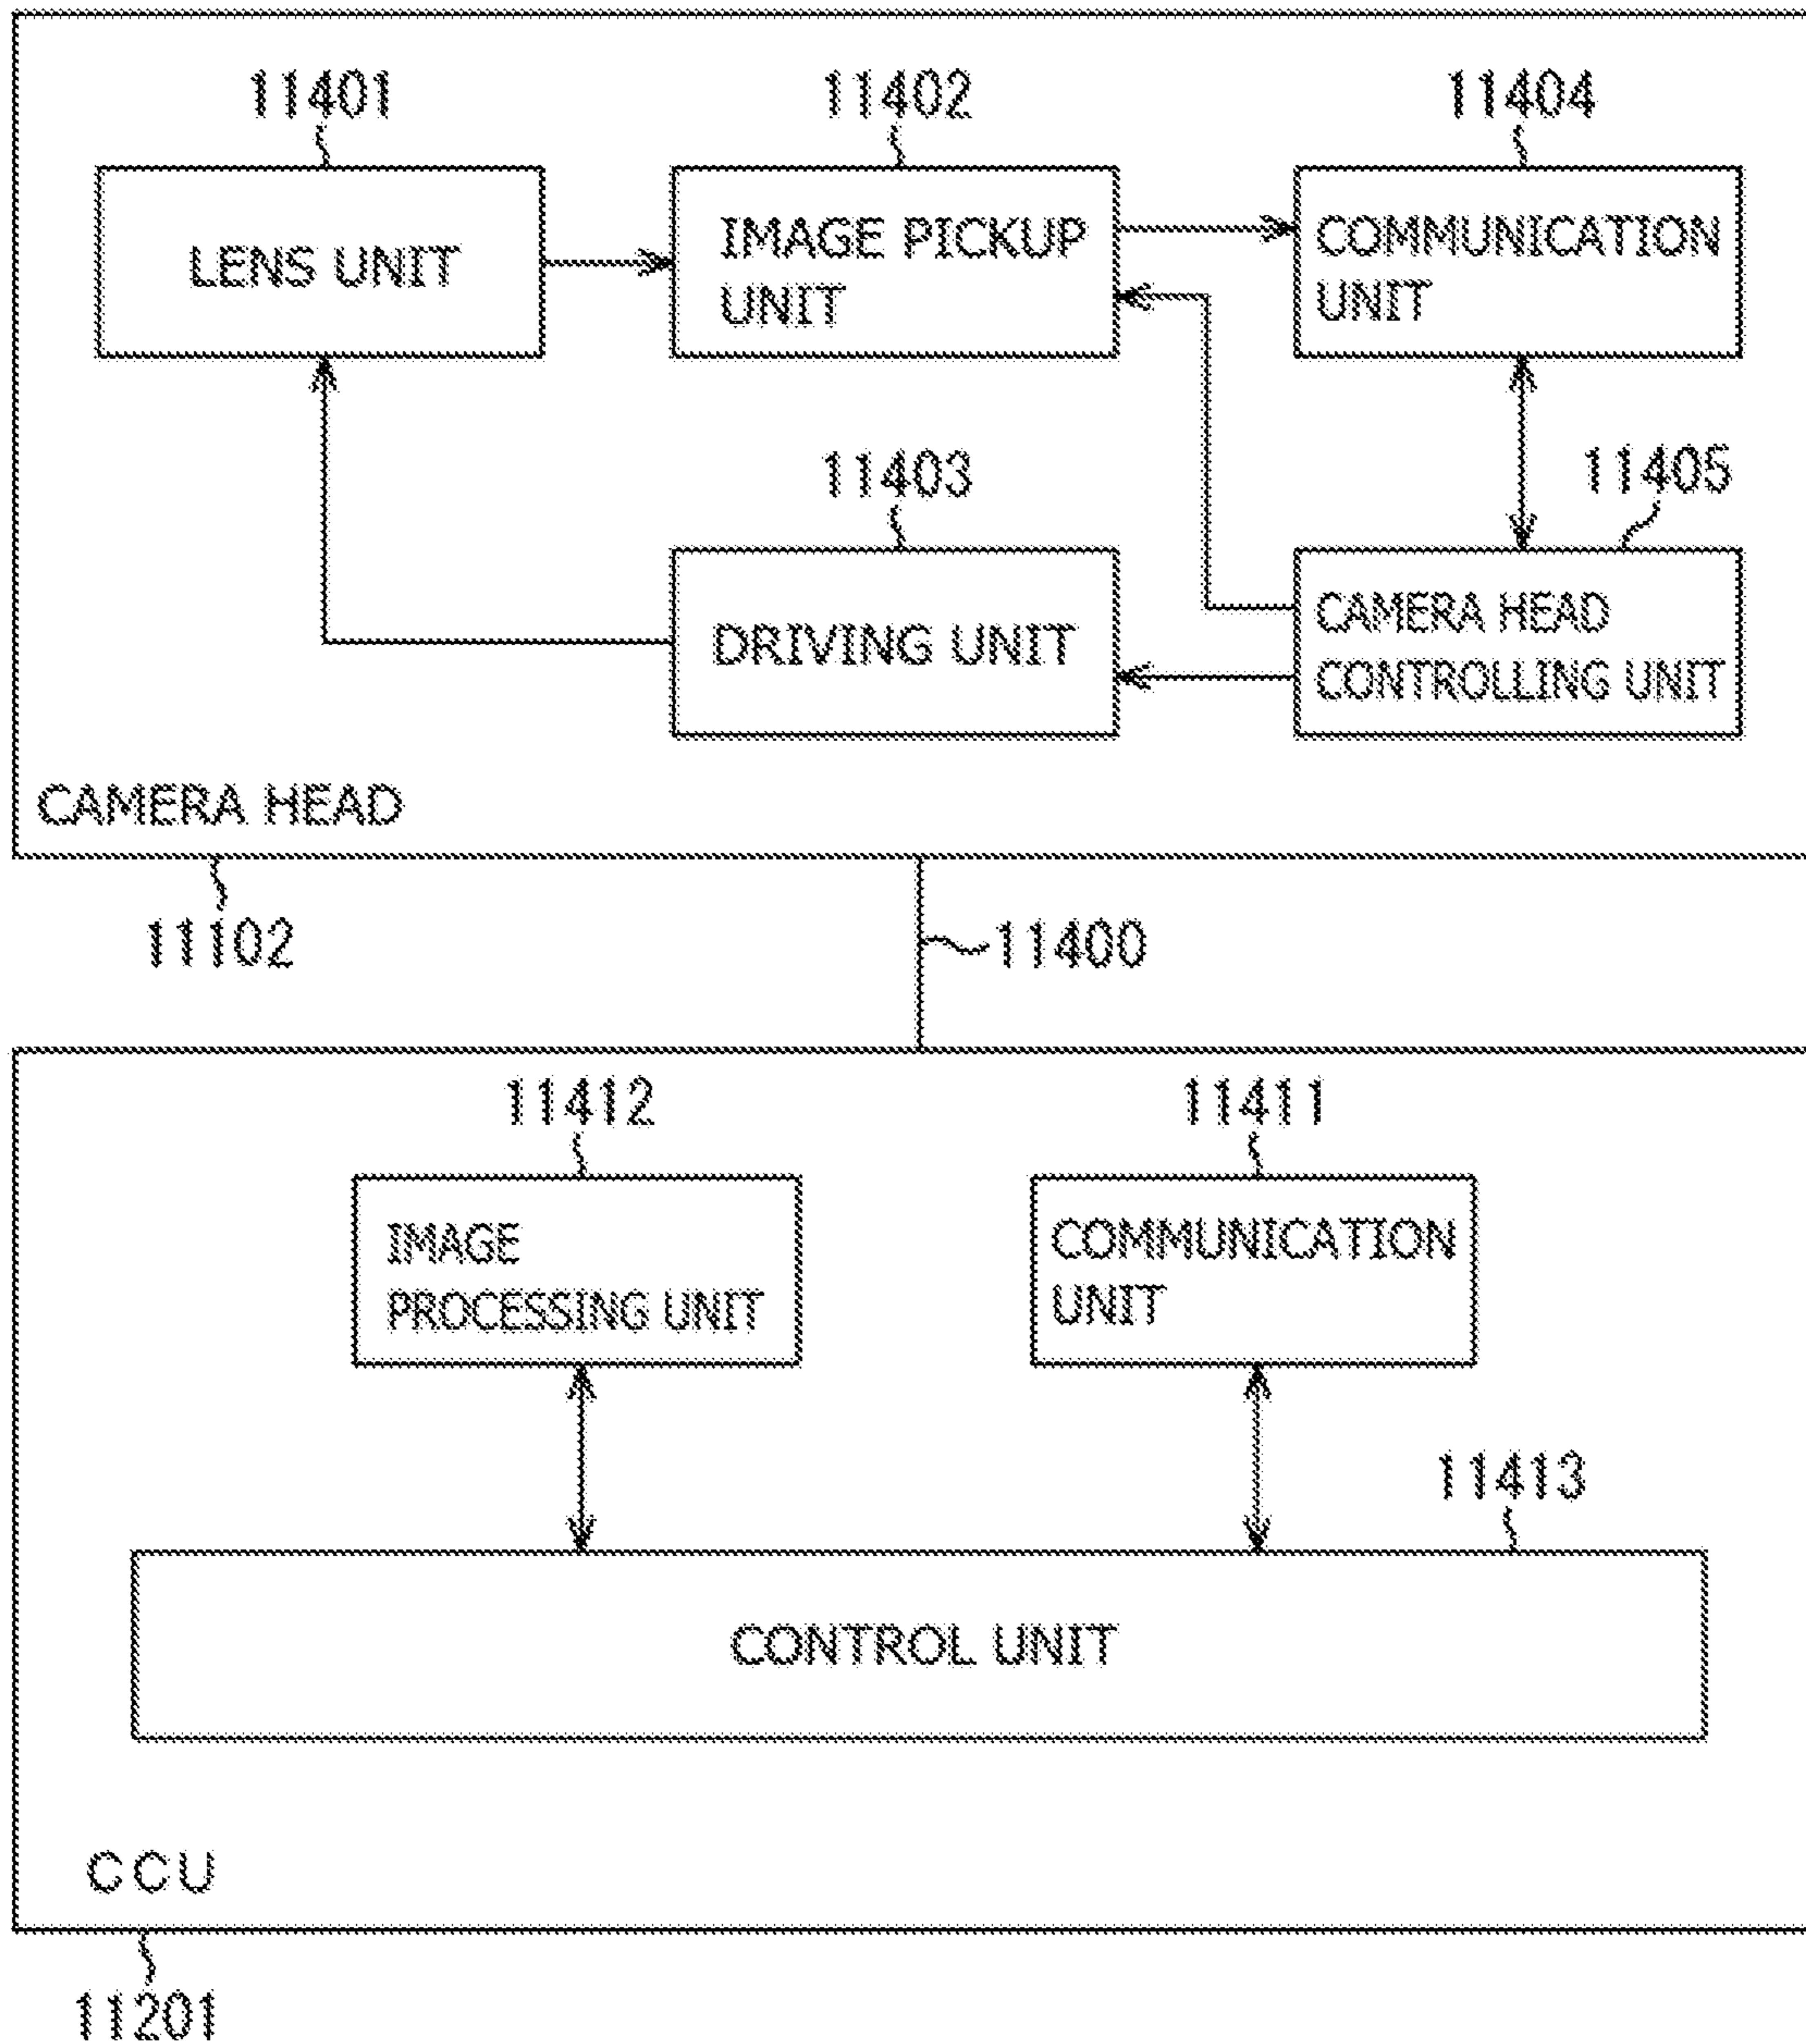 11401
11402
11404
LENS UNIT
IMAGE PICKUP
UNIT
COMMUNICATION
UNIT
11403
11405
DRIVING UNIT
CAMERA HEAD
CONTROLLING UNIT
CAMERA HEAD
11102
11400
11412
11411
IMAGE
PROCESSING UNIT
COMMUNICATION
UNIT
11413
CONTROL UNIT
CCU
11201